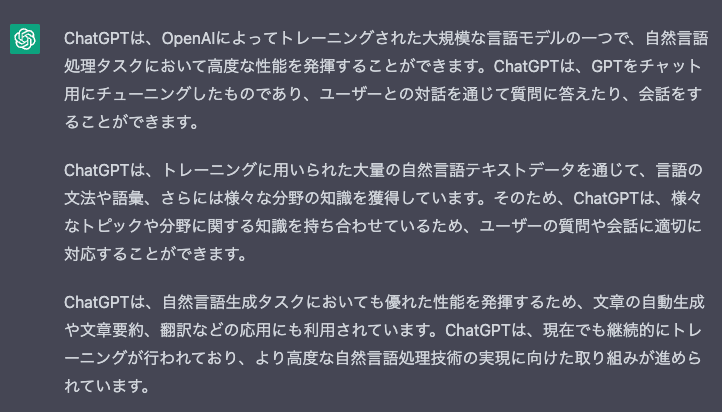 ChatGPTは、OpenAIによってトレーニングされた大規模な言語モデルの一つで、自然言語
処理タスクにおいて高度な性能を発揮することができます。ChatGPTは、GPTをチャット
用にチューニングしたものであり、ユーザーとの対話を通じて質問に答えたり、会話をす
ることができます。
ChatGPTは、トレーニングに用いられた大量の自然言語テキストデータを通じて、言語の
文法や語彙、さらには様々な分野の知識を獲得しています。そのため、ChatGPTは、様々
なトピックや分野に関する知識を持ち合わせているため、ユーザーの質問や会話に適切に
対応することができます。
ChatGPTは、自然言語生成タスクにおいても優れた性能を発揮するため、文章の自動生成
や文章要約、翻訳などの応用にも利用されています。ChatGPTは、現在でも継続的にトレ
ーニングが行われており、より高度な自然言語処理技術の実現に向けた取り組みが進めら
れています。